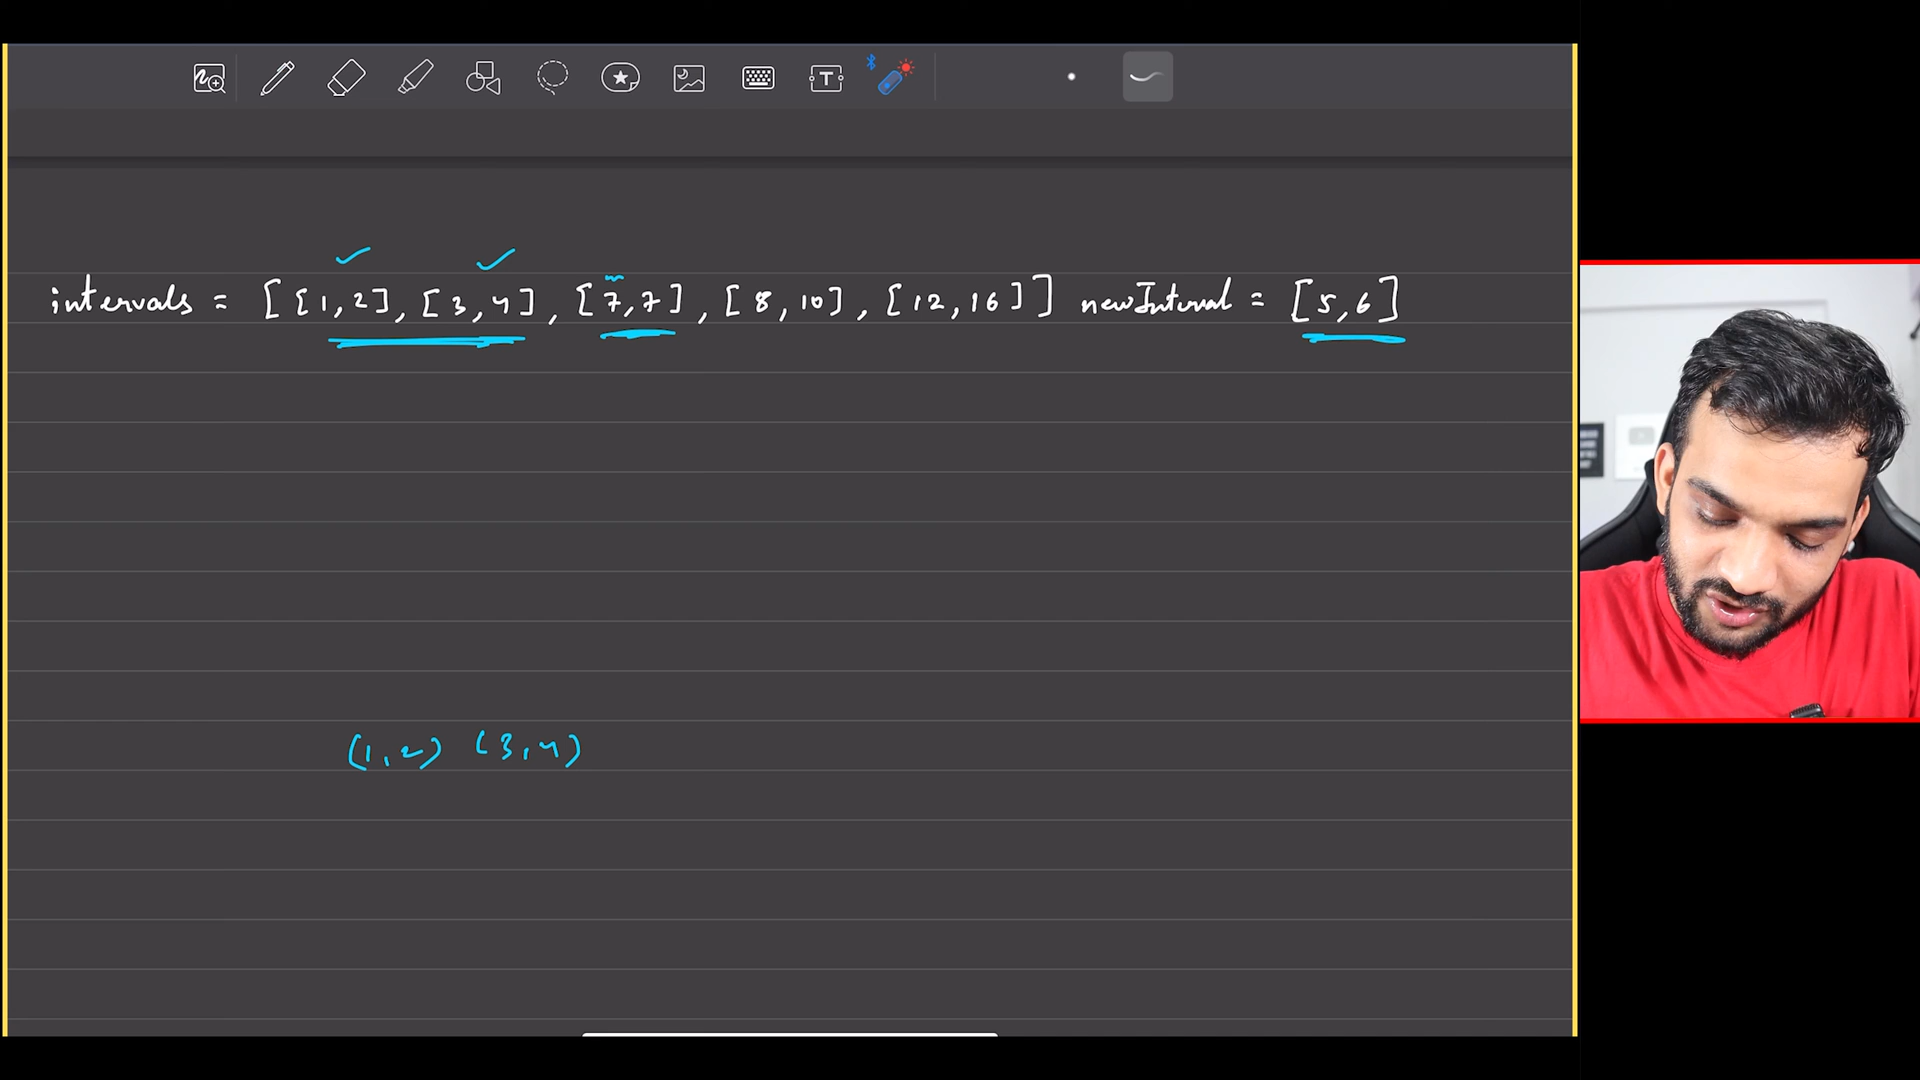 intervals = [[1,2], [3,4], [7,7], [8,10], [12,16]] newInterval = [5,6]
(1,2) (3,4)